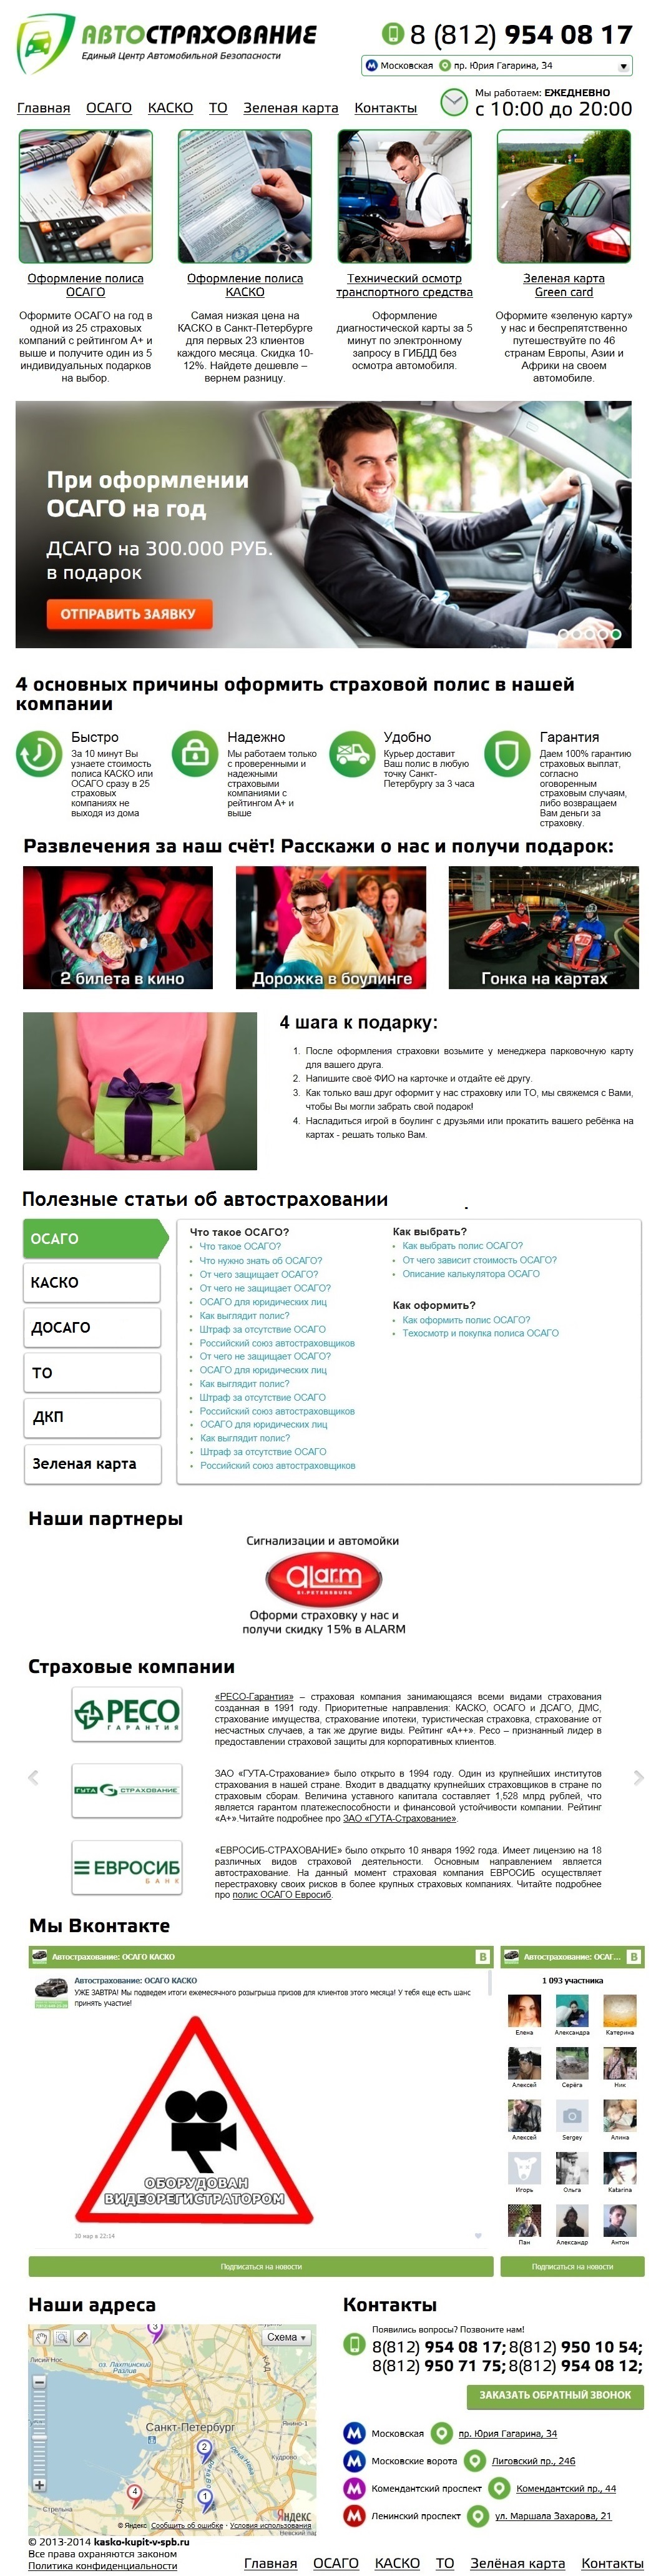 АВТОСТРАХОВАНИЕ
Единый Центр Автомобильной Безопасности
8 (812) 954 08 17
Московская пр. Юрия Гагарина, 34
Мы работаем: ЕЖЕДНЕВНО
с 10:00 до 20:00
Главная ОСАГО КАСКО ТО Зеленая карта Контакты
Оформление полиса
ОСАГО
Оформите ОСАГО на год в
одной из 25 страховых
компаний с рейтингом А+ и
выше и получите один из 5
индивидуальных подарков
на выбор.
Оформление полиса
КАСКО
Самая низкая цена на
КАСКО в Санкт-Петербурге
для первых 23 клиентов
каждого месяца. Скидка 10-
12%. Найдете дешевле –
вернем разницу.
Технический осмотр
транспортного средства
Оформление
диагностической карты за 5
минут по электронному
запросу в ГИБДД без
осмотра автомобиля.
Зеленая карта
Green card
Оформите «зеленую карту»
у нас и беспрепятственно
путешествуйте по 46
странам Европы, Азии и
Африки на своем
автомобиле.
При оформлении
ОСАГО на год
ДСАГО на 300.000 РУБ.
в подарок
ОТПРАВИТЬ ЗАЯВКУ
4 основных причины оформить страховой полис в нашей
компании
Быстро
За 10 минут Вы
узнаете стоимость
полиса КАСКО или
ОСАГО сразу в 25
страховых
компаниях не
выходя из дома
Надежно
Мы работаем только
с проверенными и
надежными
страховыми
компаниями с
рейтингом А+ и
выше
Удобно
Курьер доставит
Ваш полис в любую
точку Санкт-
Петербургу за 3 часа
Гарантия
Даем 100% гарантию
страховых выплат,
согласно
оговоренным
страховым случаям,
либо возвращаем
Вам деньги за
страховку.
Развлечения за наш счёт! Расскажи о нас и получи подарок:
2 билета в кино
Дорожка в боулинге
Гонка на картах
4 шага к подарку:
1. После оформления страховки возьмите у менеджера парковочную карту
для вашего друга.
2. Напишите своё ФИО на карточке и отдайте её другу.
3. Как только ваш друг оформит у нас страховку или ТО, мы свяжемся с Вами,
чтобы Вы могли забрать свой подарок!
4. Насладиться игрой в боулинг с друзьями или прокатить вашего ребёнка на
картах - решать только Вам.
Полезные статьи об автостраховании
ОСАГО
КАСКО
ДОСАГО
ТО
ДКП
Зеленая карта
Что такое ОСАГО?
Что такое ОСАГО?
Что нужно знать об ОСАГО?
От чего защищает ОСАГО?
От чего не защищает ОСАГО?
ОСАГО для юридических лиц
Как выглядит полис?
Штраф за отсутствие ОСАГО
Российский союз автостраховщиков
От чего не защищает ОСАГО?
ОСАГО для юридических лиц
Как выглядит полис?
Штраф за отсутствие ОСАГО
Российский союз автостраховщиков
ОСАГО для юридических лиц
Как выглядит полис?
Штраф за отсутствие ОСАГО
Российский союз автостраховщиков
Как выбрать?
Как выбрать полис ОСАГО?
От чего зависит стоимость ОСАГО?
Описание калькулятора ОСАГО
Как оформить?
Как оформить полис ОСАГО?
Техосмотр и покупка полиса ОСАГО
Наши партнеры
Сигнализации и автомойки
alarm
ST.PETERSBURG
Оформи страховку у нас и
получи скидку 15% в ALARM
Страховые компании
РЕСО
ГАРАНТИЯ
«РЕСО-Гарантия» – страховая компания занимающаяся всеми видами страхования
созданная в 1991 году. Приоритетные направления: КАСКО, ОСАГО и ДСАГО, ДМС,
страхование имущества, страхование ипотеки, туристическая страховка, страхование от
несчастных случаев, а так же другие виды. Рейтинг «А++». Ресо – признанный лидер в
предоставлении страховой защиты для корпоративных клиентов.
ГУТА СТРАХОВАНИЕ
ЗАО «ГУТА-Страхование» было открыто в 1994 году. Один из крупнейших институтов
страхования в нашей стране. Входит в двадцатку крупнейших страховщиков в стране по
страховым сборам. Величина уставного капитала составляет 1,528 млрд рублей, что
является гарантом платежеспособности и финансовой устойчивости компании. Рейтинг
«А+».Читайте подробнее про ЗАО «ГУТА-Страхование».
ЕВРОСИБ
БАНК
«ЕВРОСИБ-СТРАХОВАНИЕ» было открыто 10 января 1992 года. Имеет лицензию на 18
различных видов страховой деятельности. Основным направлением является
автострахование. На данный момент страховая компания ЕВРОСИБ осуществляет
перестраховку своих рисков в более крупных страховых компаниях. Читайте подробнее
про полис ОСАГО Евросиб.
Мы Вконтакте
Автострахование: ОСАГО КАСКО
В
Автострахование: ОСАГО КАСКО
УЖЕ ЗАВТРА! Мы подведем итоги ежемесячного розыгрыша призов для клиентов этого месяца! У тебя еще есть шанс
принять участие!
ОБОРУДОВАН
ВИДЕОРЕГИСТРАТОРОМ
30 мар в 22:14
Подписаться на новости
Автострахование: ОСАГ...
В
1 093 участника
Елена Александра Катерина
Алексей Серёга Ник
Алексей Sergey Алина
Игорь Ольга Katarina
Пан Александр Антон
Подписаться на новости
Наши адреса
Схема
Лисий Нос
оз. Лахтинский
Разлив
КАД
Санкт-Петербург
Янино-1
Кудрово
река Нева
Стрельна
ЗСД
3
2
4
1
Яндекс
© Яндекс Сообщить об ошибке · Условия использования
Контакты
Появились вопросы? Позвоните нам!
8(812) 954 08 17; 8(812) 950 10 54;
8(812) 950 71 75; 8(812) 954 08 12;
ЗАКАЗАТЬ ОБРАТНЫЙ ЗВОНОК
Московская пр. Юрия Гагарина, 34
Московские ворота Лиговский пр., 246
Комендантский проспект Комендантский пр., 44
Ленинский проспект ул. Маршала Захарова, 21
© 2013-2014 kasko-kupit-v-spb.ru
Все права охраняются законом
Политика конфиденциальности
Главная ОСАГО КАСКО ТО Зелёная карта Контакты